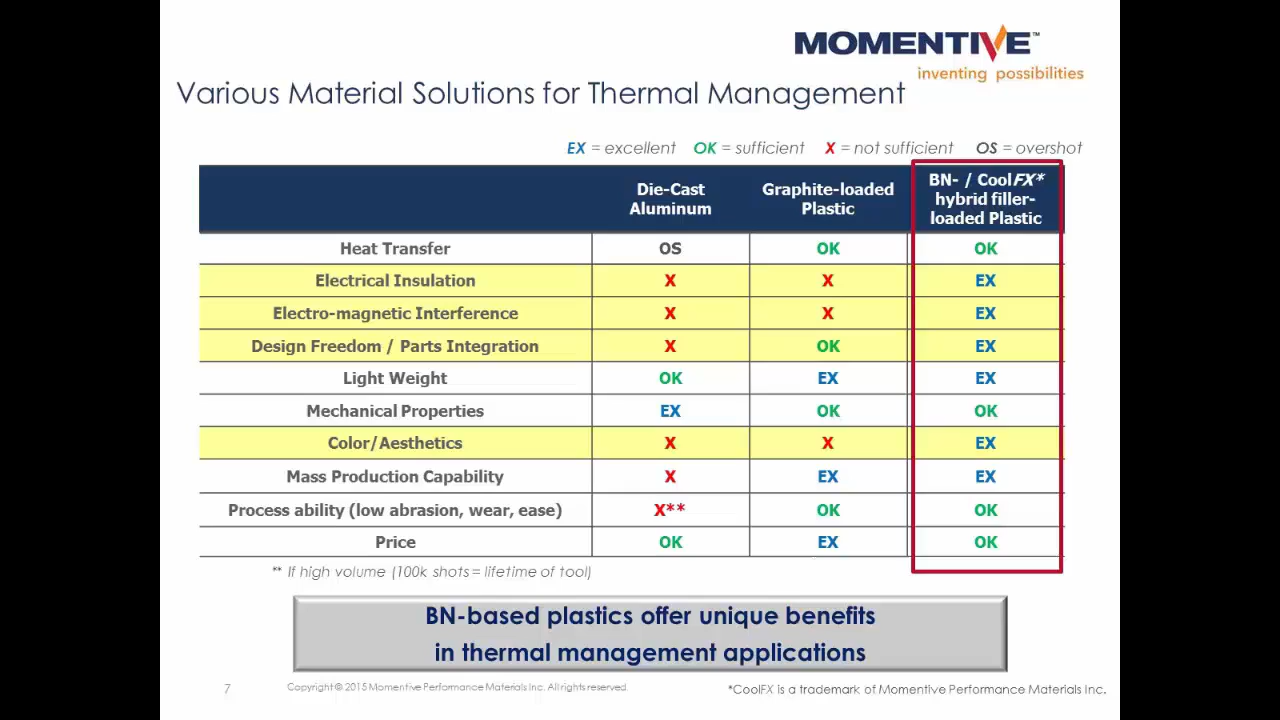 MOMENTIVE™
inventing possibilities
Various Material Solutions for Thermal Management
EX = excellent OK = sufficient X = not sufficient OS = overshot
Die-Cast Aluminum Graphite-loaded Plastic BN- / CoolFX* hybrid filler-loaded Plastic
Heat Transfer OS OK OK
Electrical Insulation X X EX
Electro-magnetic Interference X X EX
Design Freedom / Parts Integration X OK EX
Light Weight OK EX EX
Mechanical Properties EX OK OK
Color/Aesthetics X X EX
Mass Production Capability X EX EX
Process ability (low abrasion, wear, ease) X** OK OK
Price OK EX OK
** If high volume (100k shots = lifetime of tool)
BN-based plastics offer unique benefits
in thermal management applications
7 Copyright © 2015 Momentive Performance Materials Inc. All rights reserved. *CoolFX is a trademark of Momentive Performance Materials Inc.